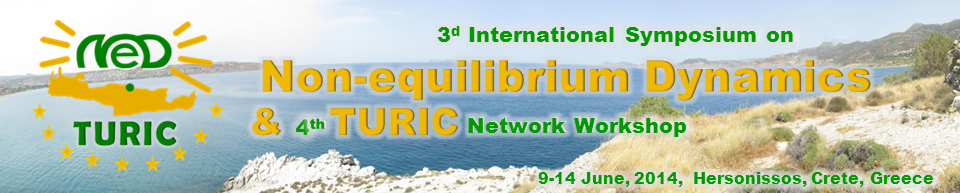 NeD
TURIC
3d International Symposium on
Non-equilibrium Dynamics
& 4th TURIC Network Workshop
9-14 June, 2014, Hersonissos, Crete, Greece